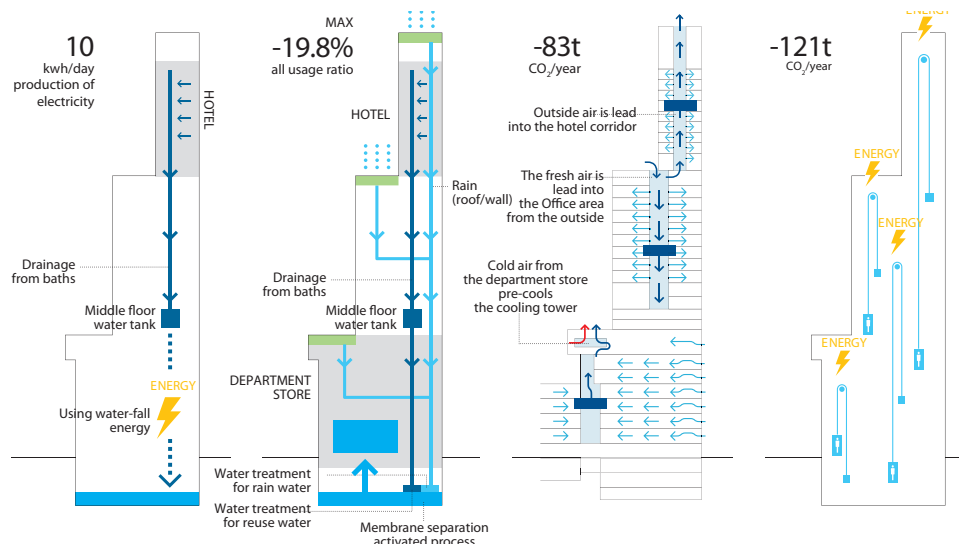 10
kwh/day
production of
electricity
HOTEL
Drainage
from baths
Middle floor
water tank
ENERGY
Using water-fall
energy
MAX
-19.8%
all usage ratio
HOTEL
Rain
(roof/wall)
Drainage
from baths
Middle floor
water tank
DEPARTMENT
STORE
Water treatment
for rain water
Water treatment
for reuse water
Membrane separation
activated process
-83t
CO2/year
Outside air is lead
into the hotel corridor
The fresh air is
lead into
the Office area
from the outside
Cold air from
the department store
pre-cools
the cooling tower
-121t
CO2/year
ENERGY
ENERGY
ENERGY
ENERGY